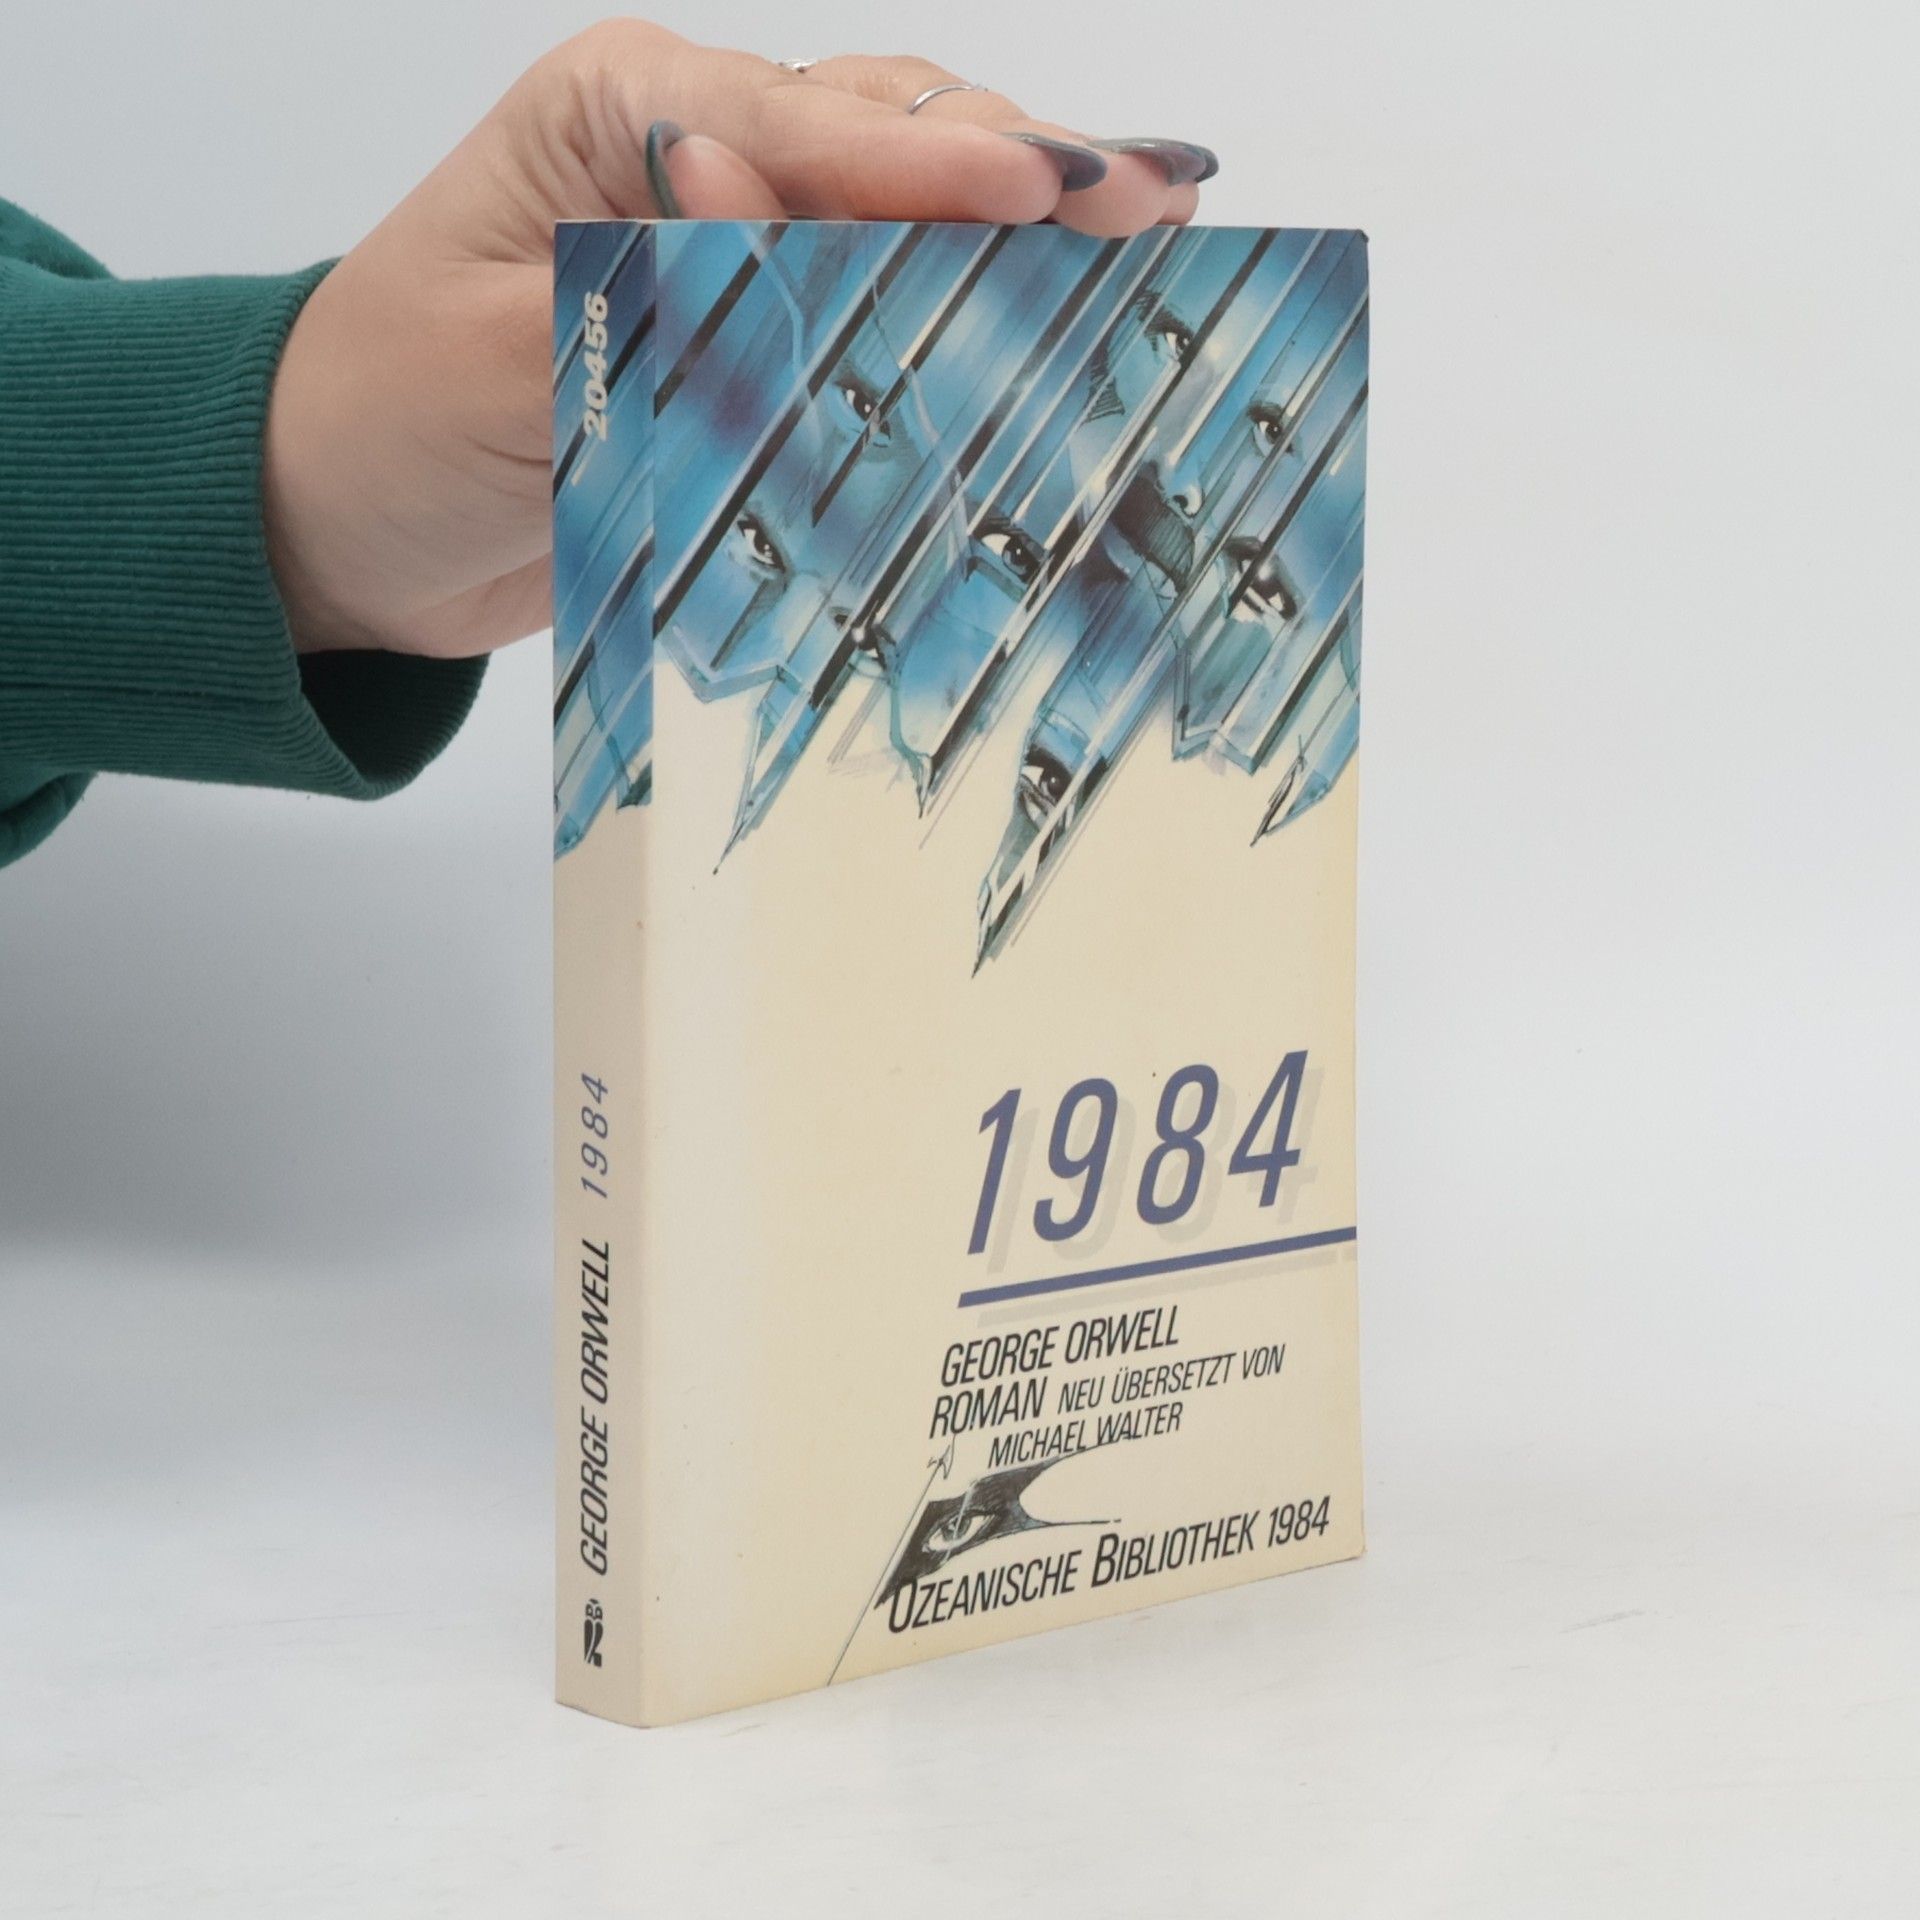 20456
GEORGE ORWELL 1984
1984
GEORGE ORWELL
ROMAN NEU ÜBERSETZT VON
MICHAEL WALTER
OZEANISCHE BIBLIOTHEK 1984